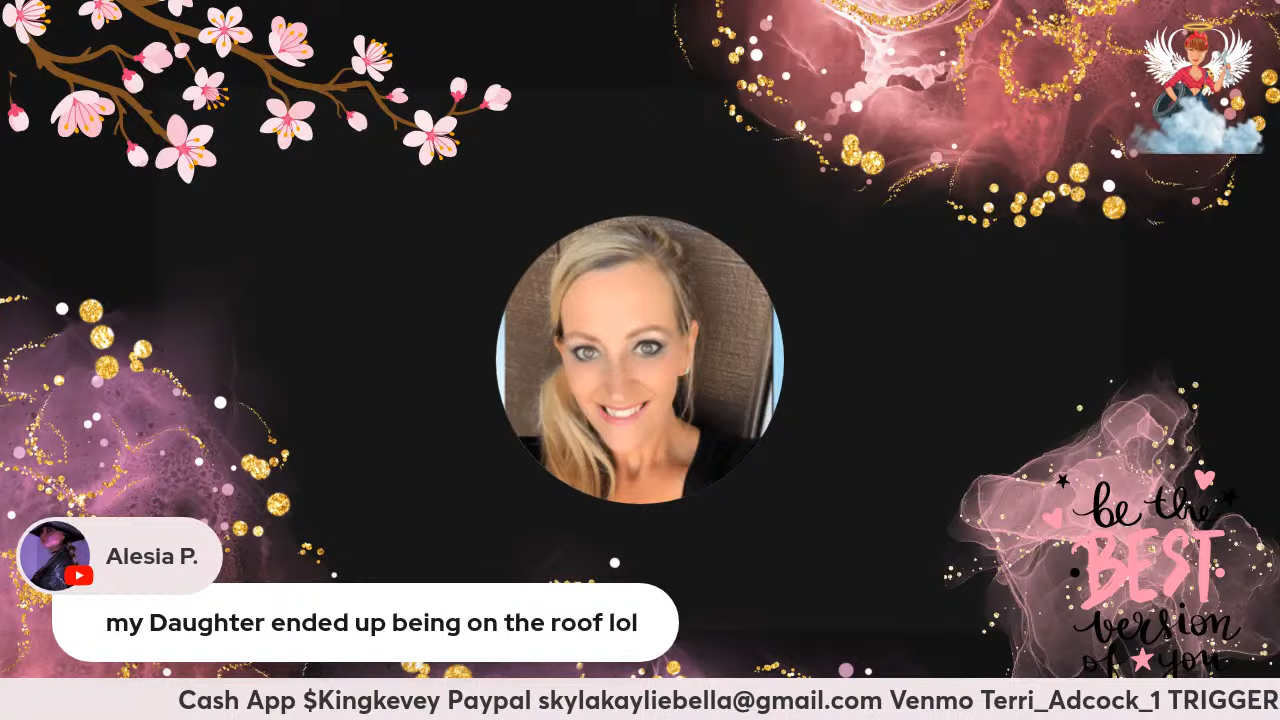 be the
BEST
version
of you
Alesia P.
my Daughter ended up being on the roof lol
Cash App $Kingkevey Paypal skylakayliebella@gmail.com Venmo Terri_Adcock_1 TRIGGER